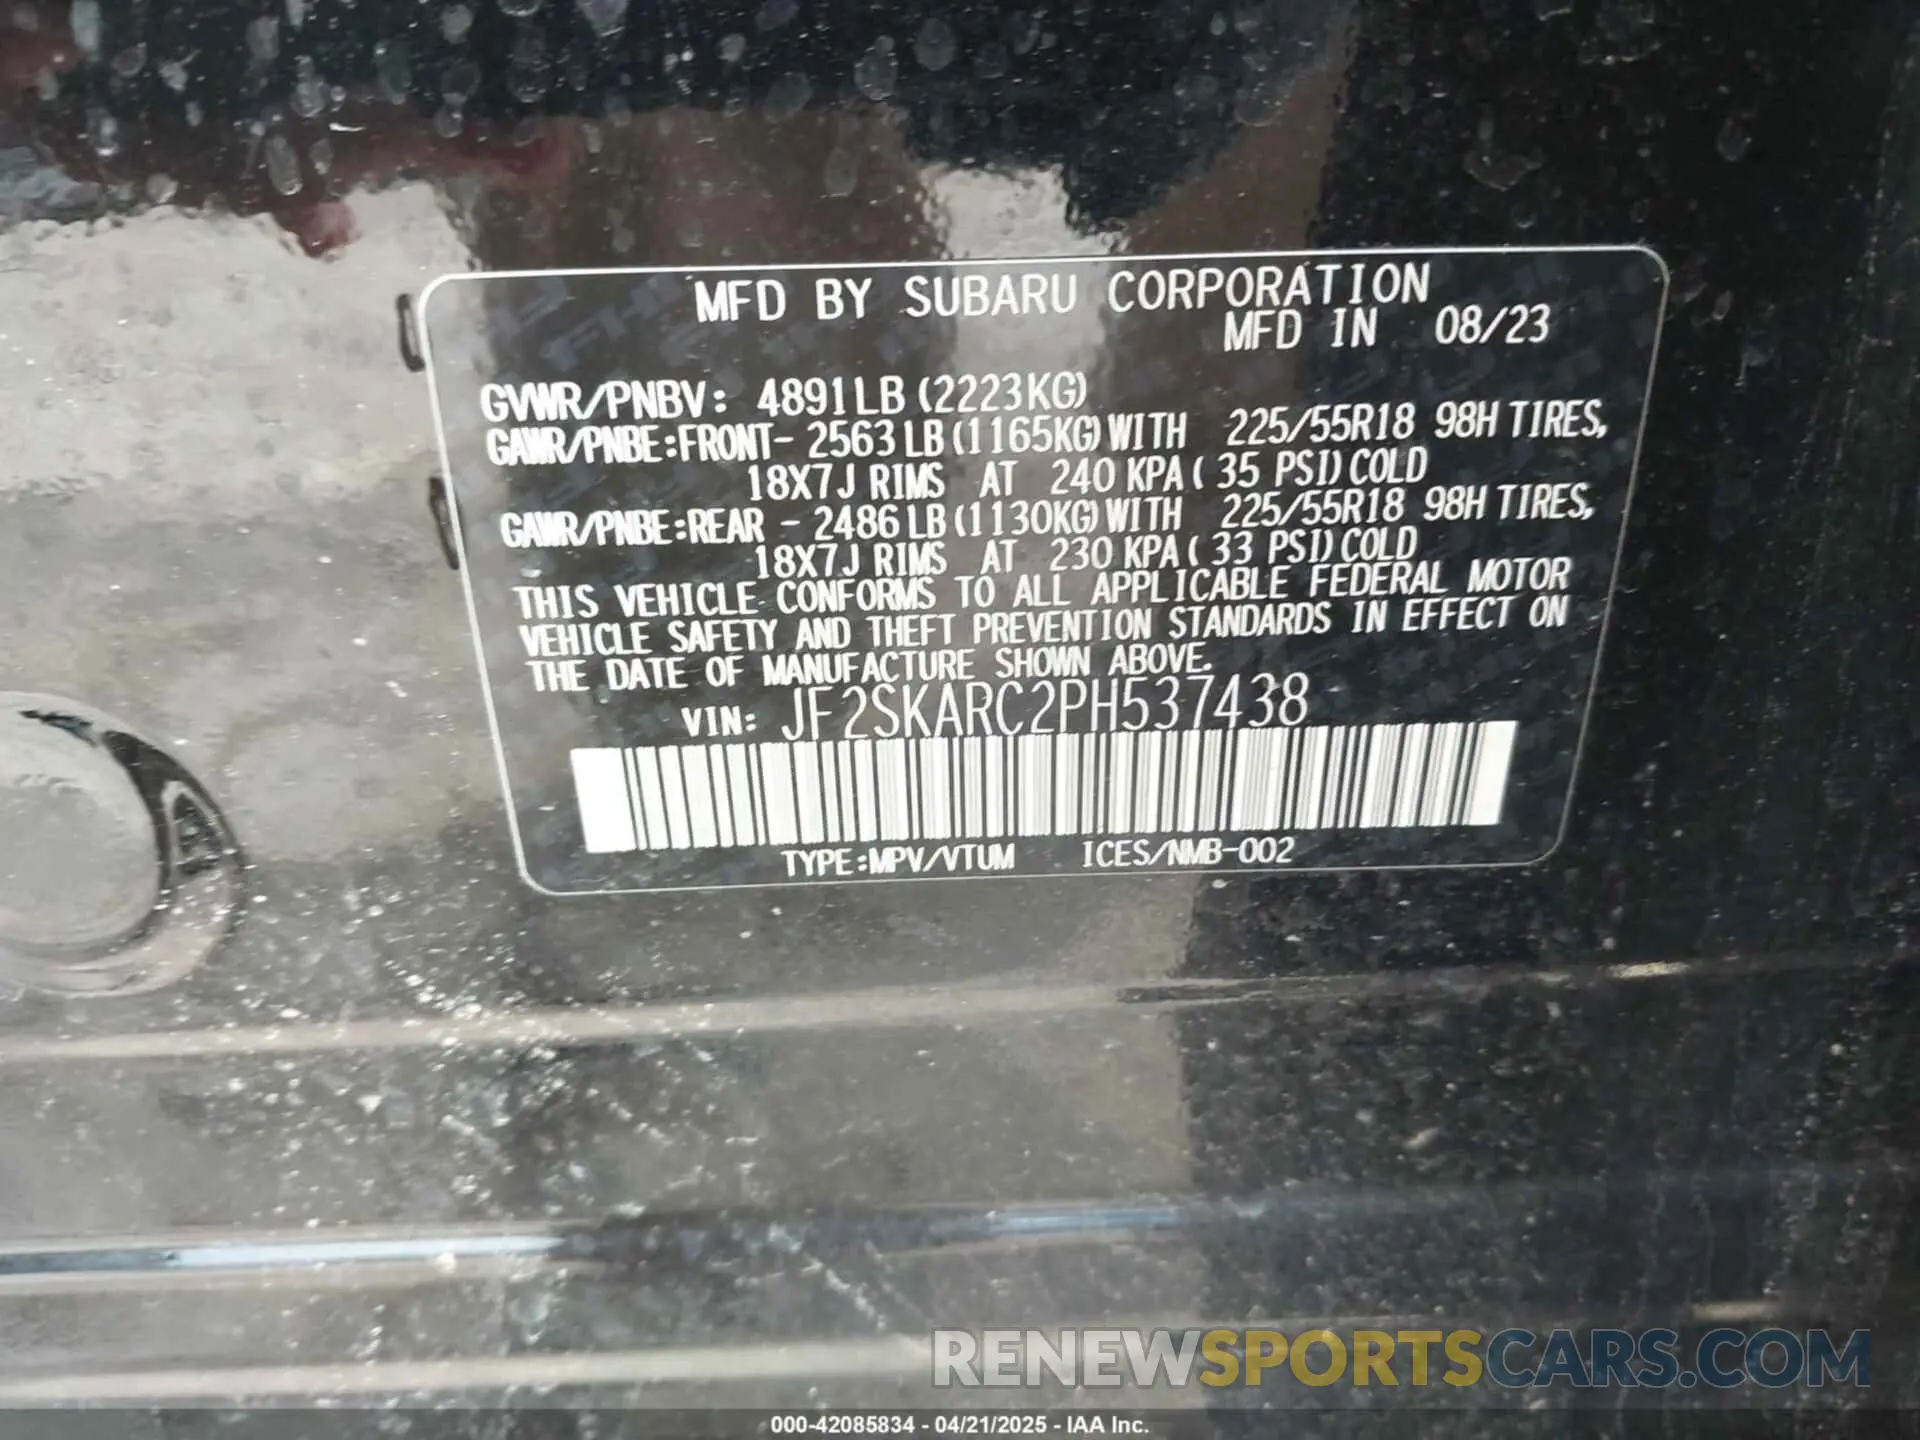 MFD BY SUBARU CORPORATION
MFD IN 08/23
GVWR/PNBV: 4891LB (2223KG)
GAWR/PNBE:FRONT- 2563LB (1165KG) WITH 225/55R18 98H TIRES,
18X7J RIMS AT 240 KPA ( 35 PSI) COLD
GAWR/PNBE:REAR - 2486LB (1130KG) WITH 225/55R18 98H TIRES,
18X7J RIMS AT 230 KPA ( 33 PSI) COLD
THIS VEHICLE CONFORMS TO ALL APPLICABLE FEDERAL MOTOR
VEHICLE SAFETY AND THEFT PREVENTION STANDARDS IN EFFECT ON
THE DATE OF MANUFACTURE SHOWN ABOVE.
VIN: JF2SKARC2PH537438
TYPE:MPV/VTUM ICES/NMB-002
RENEWSPORTSCARS.COM
000-42085834 - 04/21/2025 - IAA Inc.